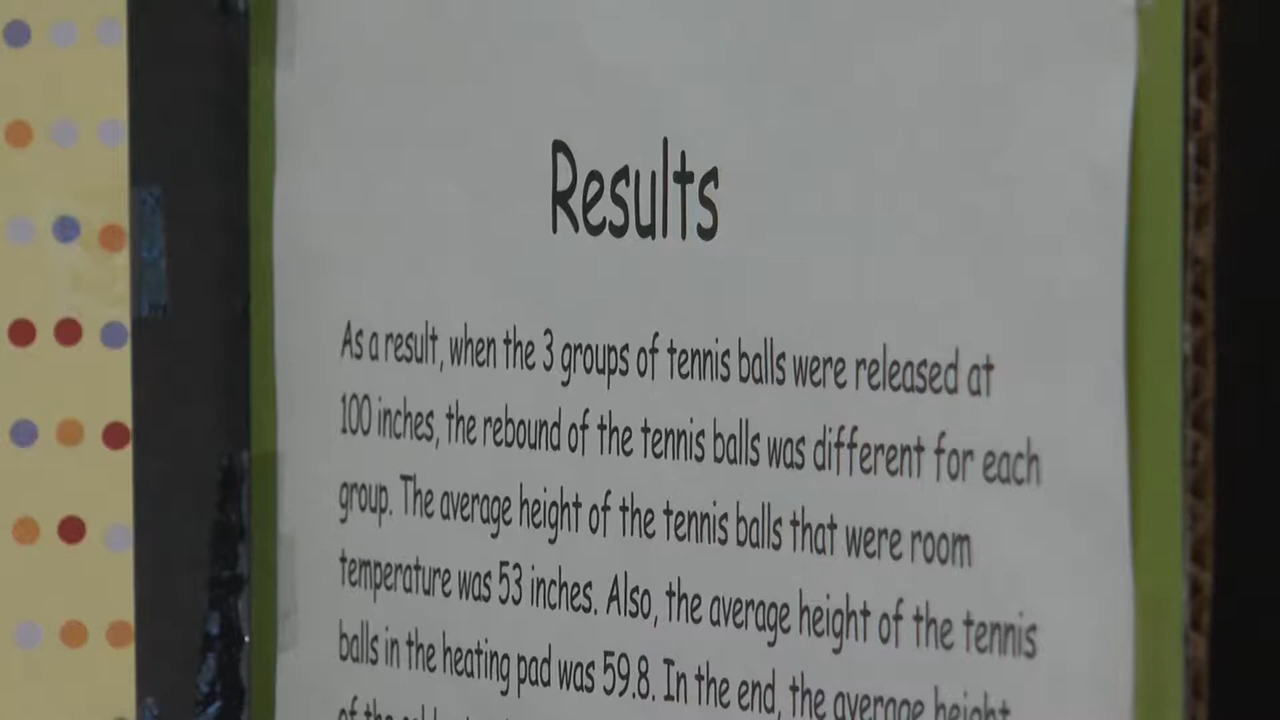 Results
As a result, when the 3 groups of tennis balls were released at
100 inches, the rebound of the tennis balls was different for each
group. The average height of the tennis balls that were room
temperature was 53 inches. Also, the average height of the tennis
balls in the heating pad was 59.8. In the end, the average height
of the